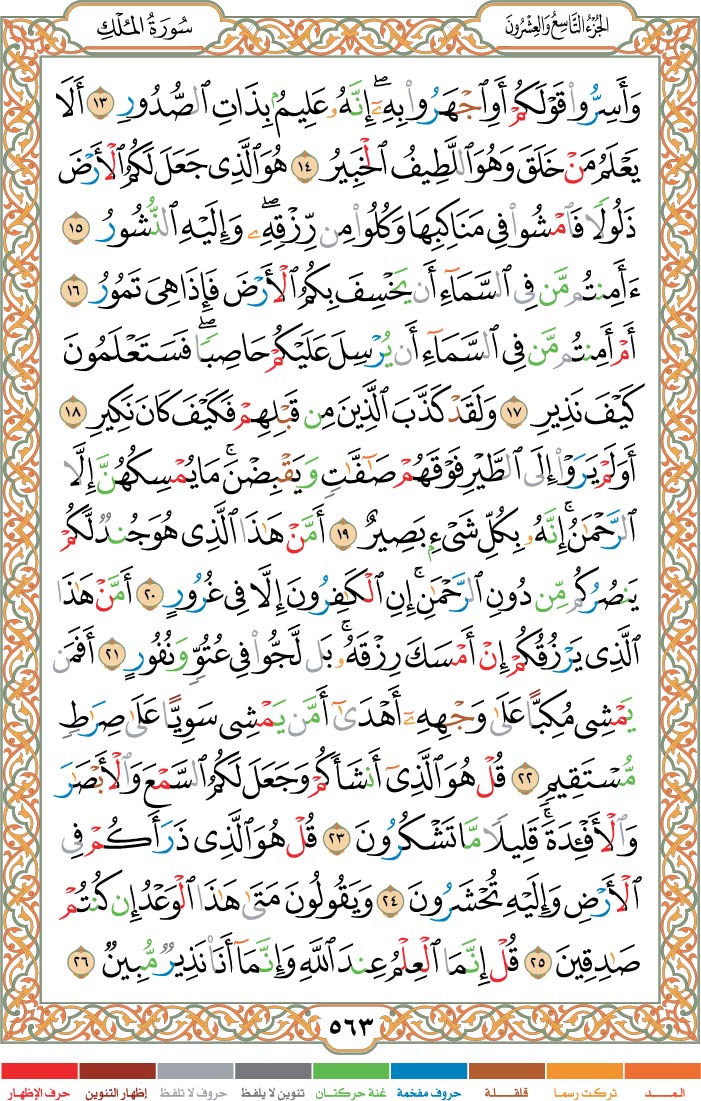 الجُزْءُ التَّاسِعُ وَالعِشْرُونَ
سُورَةُ المُلْكِ
وَأَسِرُّوا۟ قَوْلَكُمْ أَوِ ٱجْهَرُوا۟ بِهِۦٓ ۖ إِنَّهُۥ عَلِيمٌۢ بِذَاتِ ٱلصُّدُورِ ١٣ أَلَا
يَعْلَمُ مَنْ خَلَقَ وَهُوَ ٱللَّطِيفُ ٱلْخَبِيرُ ١٤ هُوَ ٱلَّذِى جَعَلَ لَكُمُ ٱلْأَرْضَ
ذَلُولًا فَٱمْشُوا۟ فِى مَنَاكِبِهَا وَكُلُوا۟ مِن رِّزْقِهِۦ ۖ وَإِلَيْهِ ٱلنُّشُورُ ١٥
ءَأَمِنتُم مَّن فِى ٱلسَّمَآءِ أَن يَخْسِفَ بِكُمُ ٱلْأَرْضَ فَإِذَا هِىَ تَمُورُ ١٦
أَمْ أَمِنتُم مَّن فِى ٱلسَّمَآءِ أَن يُرْسِلَ عَلَيْكُمْ حَاصِبًا ۖ فَسَتَعْلَمُونَ
كَيْفَ نَذِيرِ ١٧ وَلَقَدْ كَذَّبَ ٱلَّذِينَ مِن قَبْلِهِمْ فَكَيْفَ كَانَ نَكِيرِ ١٨
أَوَلَمْ يَرَوْا۟ إِلَى ٱلطَّيْرِ فَوْقَهُمْ صَٰٓفَّٰتٍ وَيَقْبِضْنَ ۚ مَا يُمْسِكُهُنَّ إِلَّا
ٱلرَّحْمَٰنُ ۚ إِنَّهُۥ بِكُلِّ شَىْءٍۭ بَصِيرٌ ١٩ أَمَّنْ هَٰذَا ٱلَّذِى هُوَ جُندٌ لَّكُمْ
يَنصُرُكُم مِّن دُونِ ٱلرَّحْمَٰنِ ۚ إِنِ ٱلْكَٰفِرُونَ إِلَّا فِى غُرُورٍ ٢٠ أَمَّنْ هَٰذَا
ٱلَّذِى يَرْزُقُكُمْ إِنْ أَمْسَكَ رِزْقَهُۥ ۚ بَل لَّجُّوا۟ فِى عُتُوٍّ وَنُفُورٍ ٢١ أَفَمَن
يَمْشِى مُكِبًّا عَلَىٰ وَجْهِهِۦٓ أَهْدَىٰٓ أَمَّن يَمْشِى سَوِيًّا عَلَىٰ صِرَٰطٍ
مُّسْتَقِيمٍ ٢٢ قُلْ هُوَ ٱلَّذِىٓ أَنشَأَكُمْ وَجَعَلَ لَكُمُ ٱلسَّمْعَ وَٱلْأَبْصَٰرَ
وَٱلْأَفْـِٔدَةَ ۖ قَلِيلًا مَّا تَشْكُرُونَ ٢٣ قُلْ هُوَ ٱلَّذِى ذَرَأَكُمْ فِى
ٱلْأَرْضِ وَإِلَيْهِ تُحْشَرُونَ ٢٤ وَيَقُولُونَ مَتَىٰ هَٰذَا ٱلْوَعْدُ إِن كُنتُمْ
صَٰدِقِينَ ٢٥ قُلْ إِنَّمَا ٱلْعِلْمُ عِندَ ٱللَّهِ وَإِنَّمَآ أَنَا۠ نَذِيرٌ مُّبِينٌ ٢٦
٥٦٣
المـــد
تركت رسما
قلقـلة
حروف مفخمة
غنة حركتان
تنوين لا يلفظ
حروف لا تلفظ
إظهار التنوين
حرف الإظهار